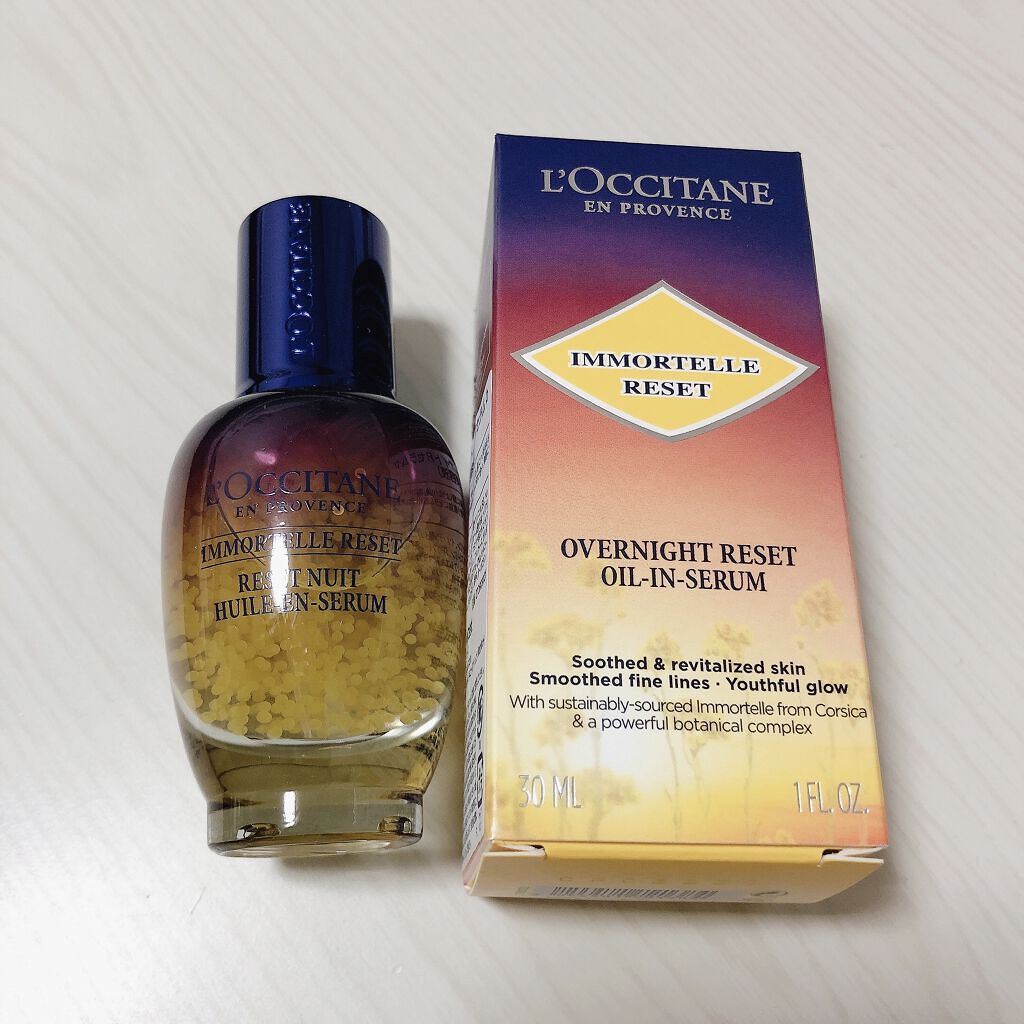 L'OCCITANE
L'OCCITANE
EN PROVENCE
IMMORTELLE RESET
RESET NUIT
HUILE-EN-SERUM
L'OCCITANE
EN PROVENCE
IMMORTELLE
RESET
OVERNIGHT RESET
OIL-IN-SERUM
Soothed & revitalized skin
Smoothed fine lines · Youthful glow
With sustainably-sourced Immortelle from Corsica
& a powerful botanical complex
30 ML
1 FL. OZ.